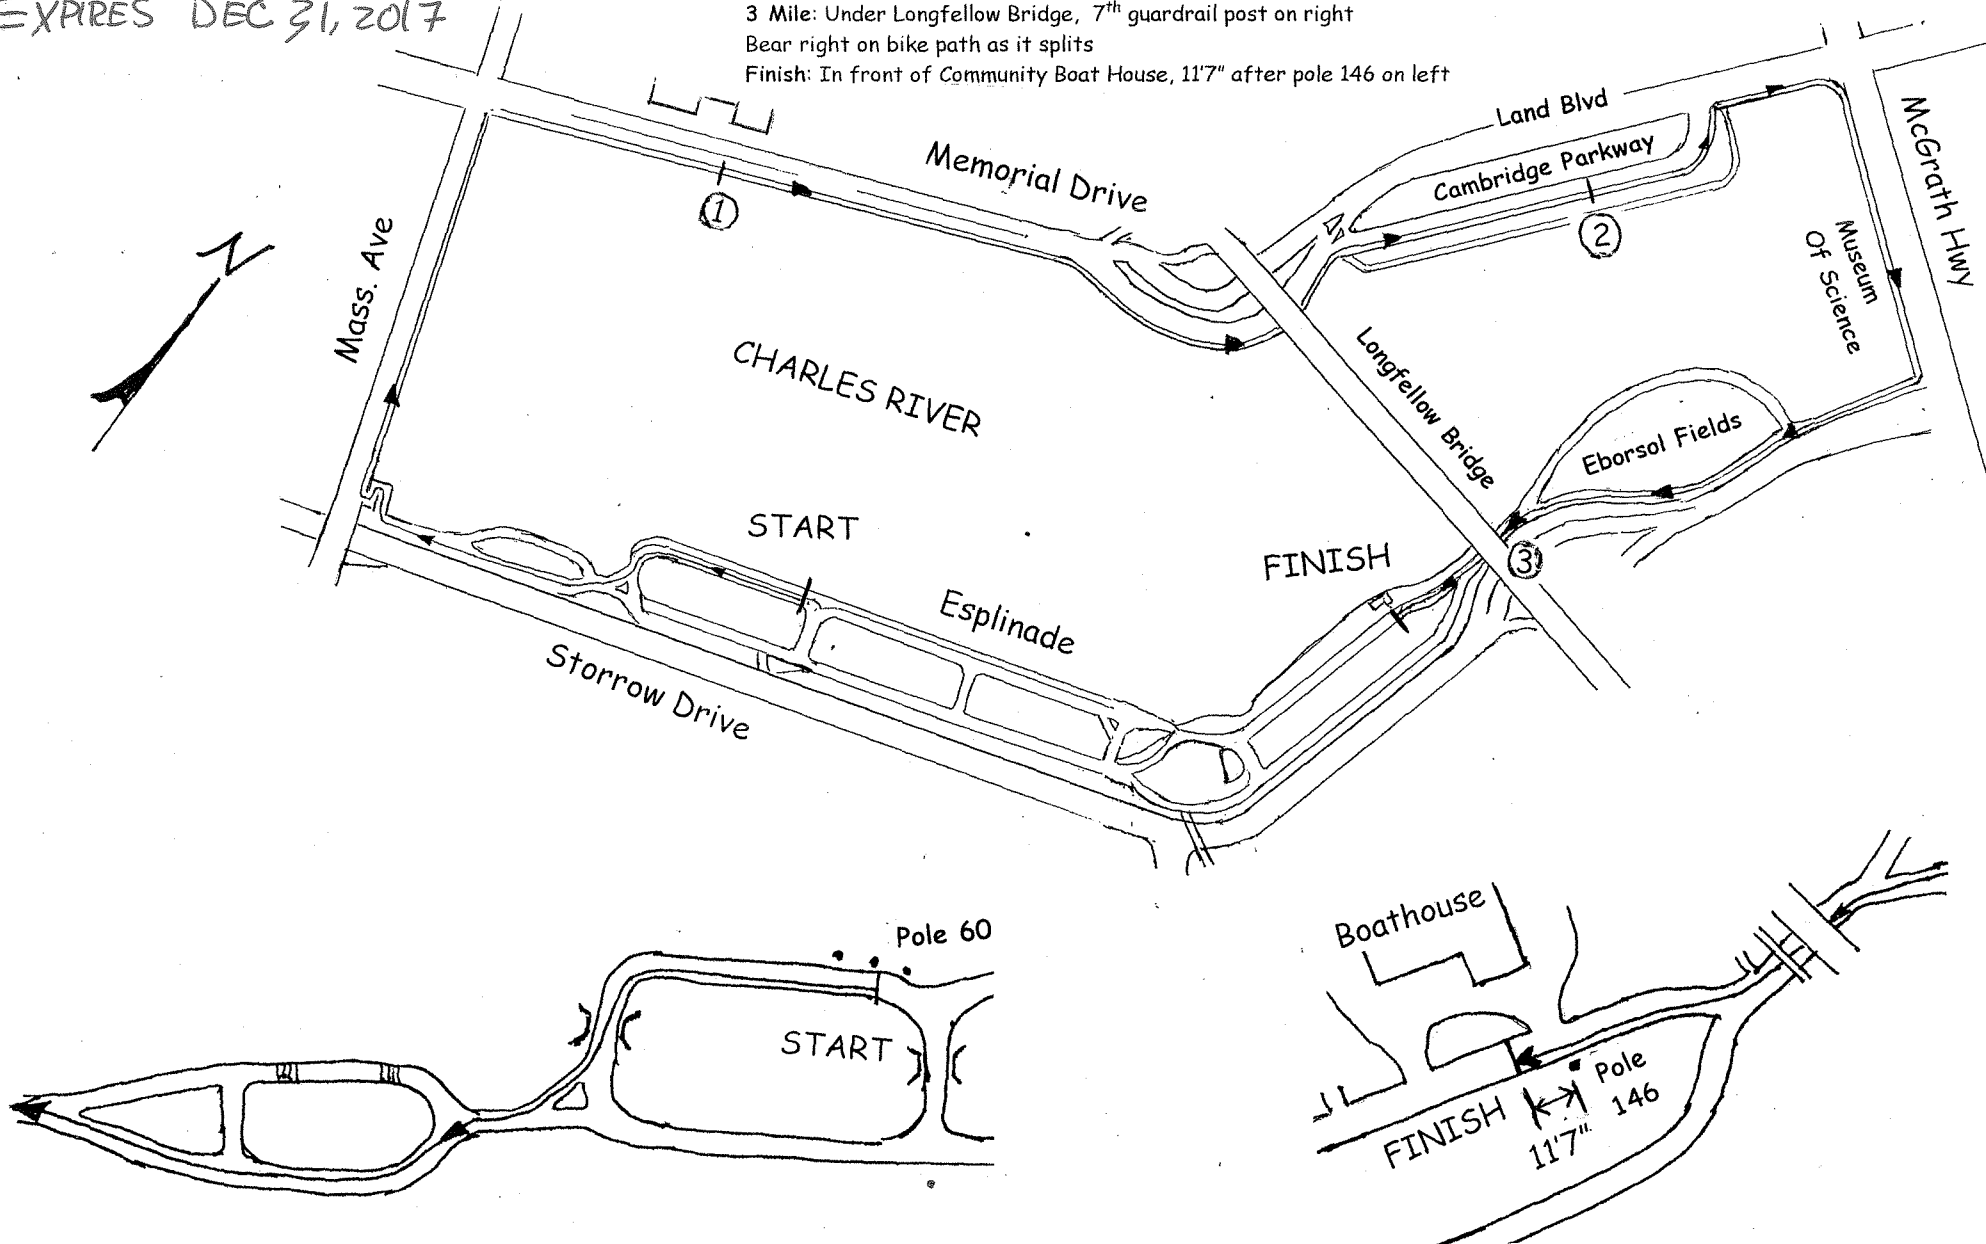 EXPIRES DEC 31, 2017
3 Mile: Under Longfellow Bridge, 7th guardrail post on right
Bear right on bike path as it splits
Finish: In front of Community Boat House, 11'7" after pole 146 on left
Land Blvd
McGrath Hwy
Memorial Drive
Cambridge Parkway
1
2
N
Mass. Ave
Museum
Of Science
CHARLES RIVER
Longfellow Bridge
Eborsol Fields
START
FINISH
3
Esplinade
Storrow Drive
Pole 60
START
Boathouse
Pole
146
FINISH
11'7"